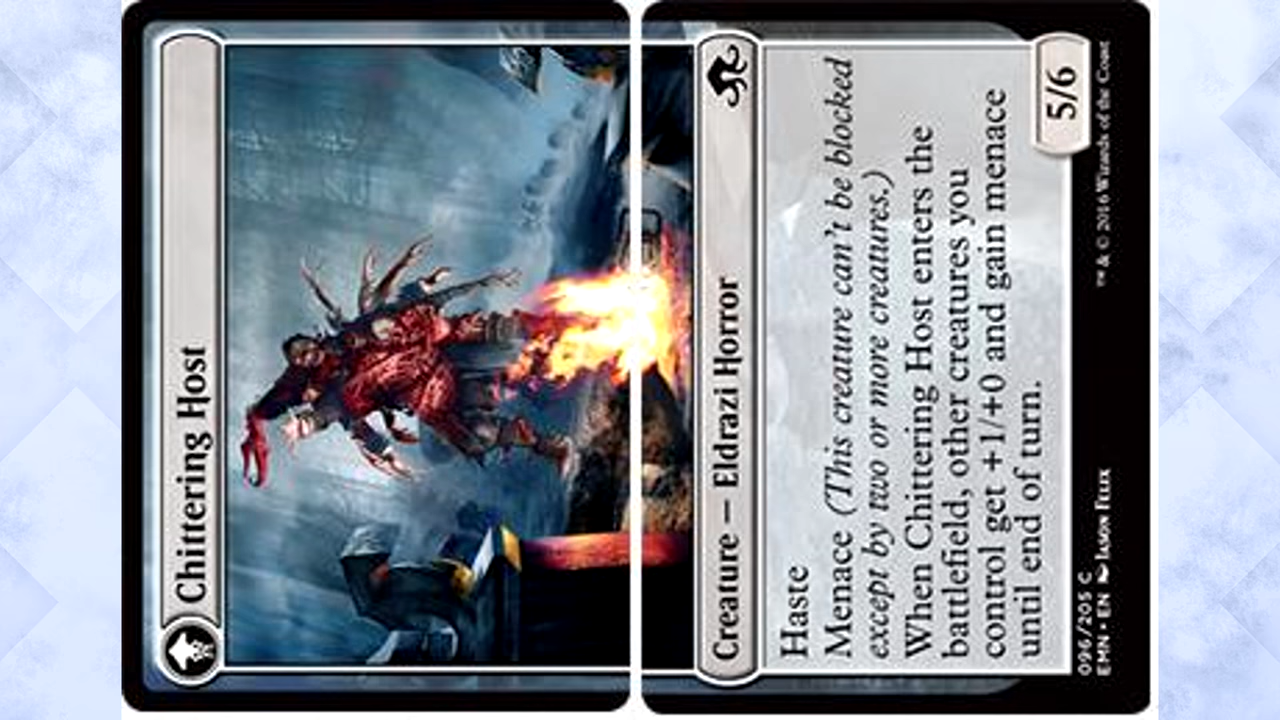 Chittering Host
Creature — Eldrazi Horror
Haste
Menace (This creature can't be blocked
except by two or more creatures.)
When Chittering Host enters the
battlefield, other creatures you
control get +1/+0 and gain menace
until end of turn.
5/6
096/205 C
EMN • EN Jason Felix
™ & © 2016 Wizards of the Coast